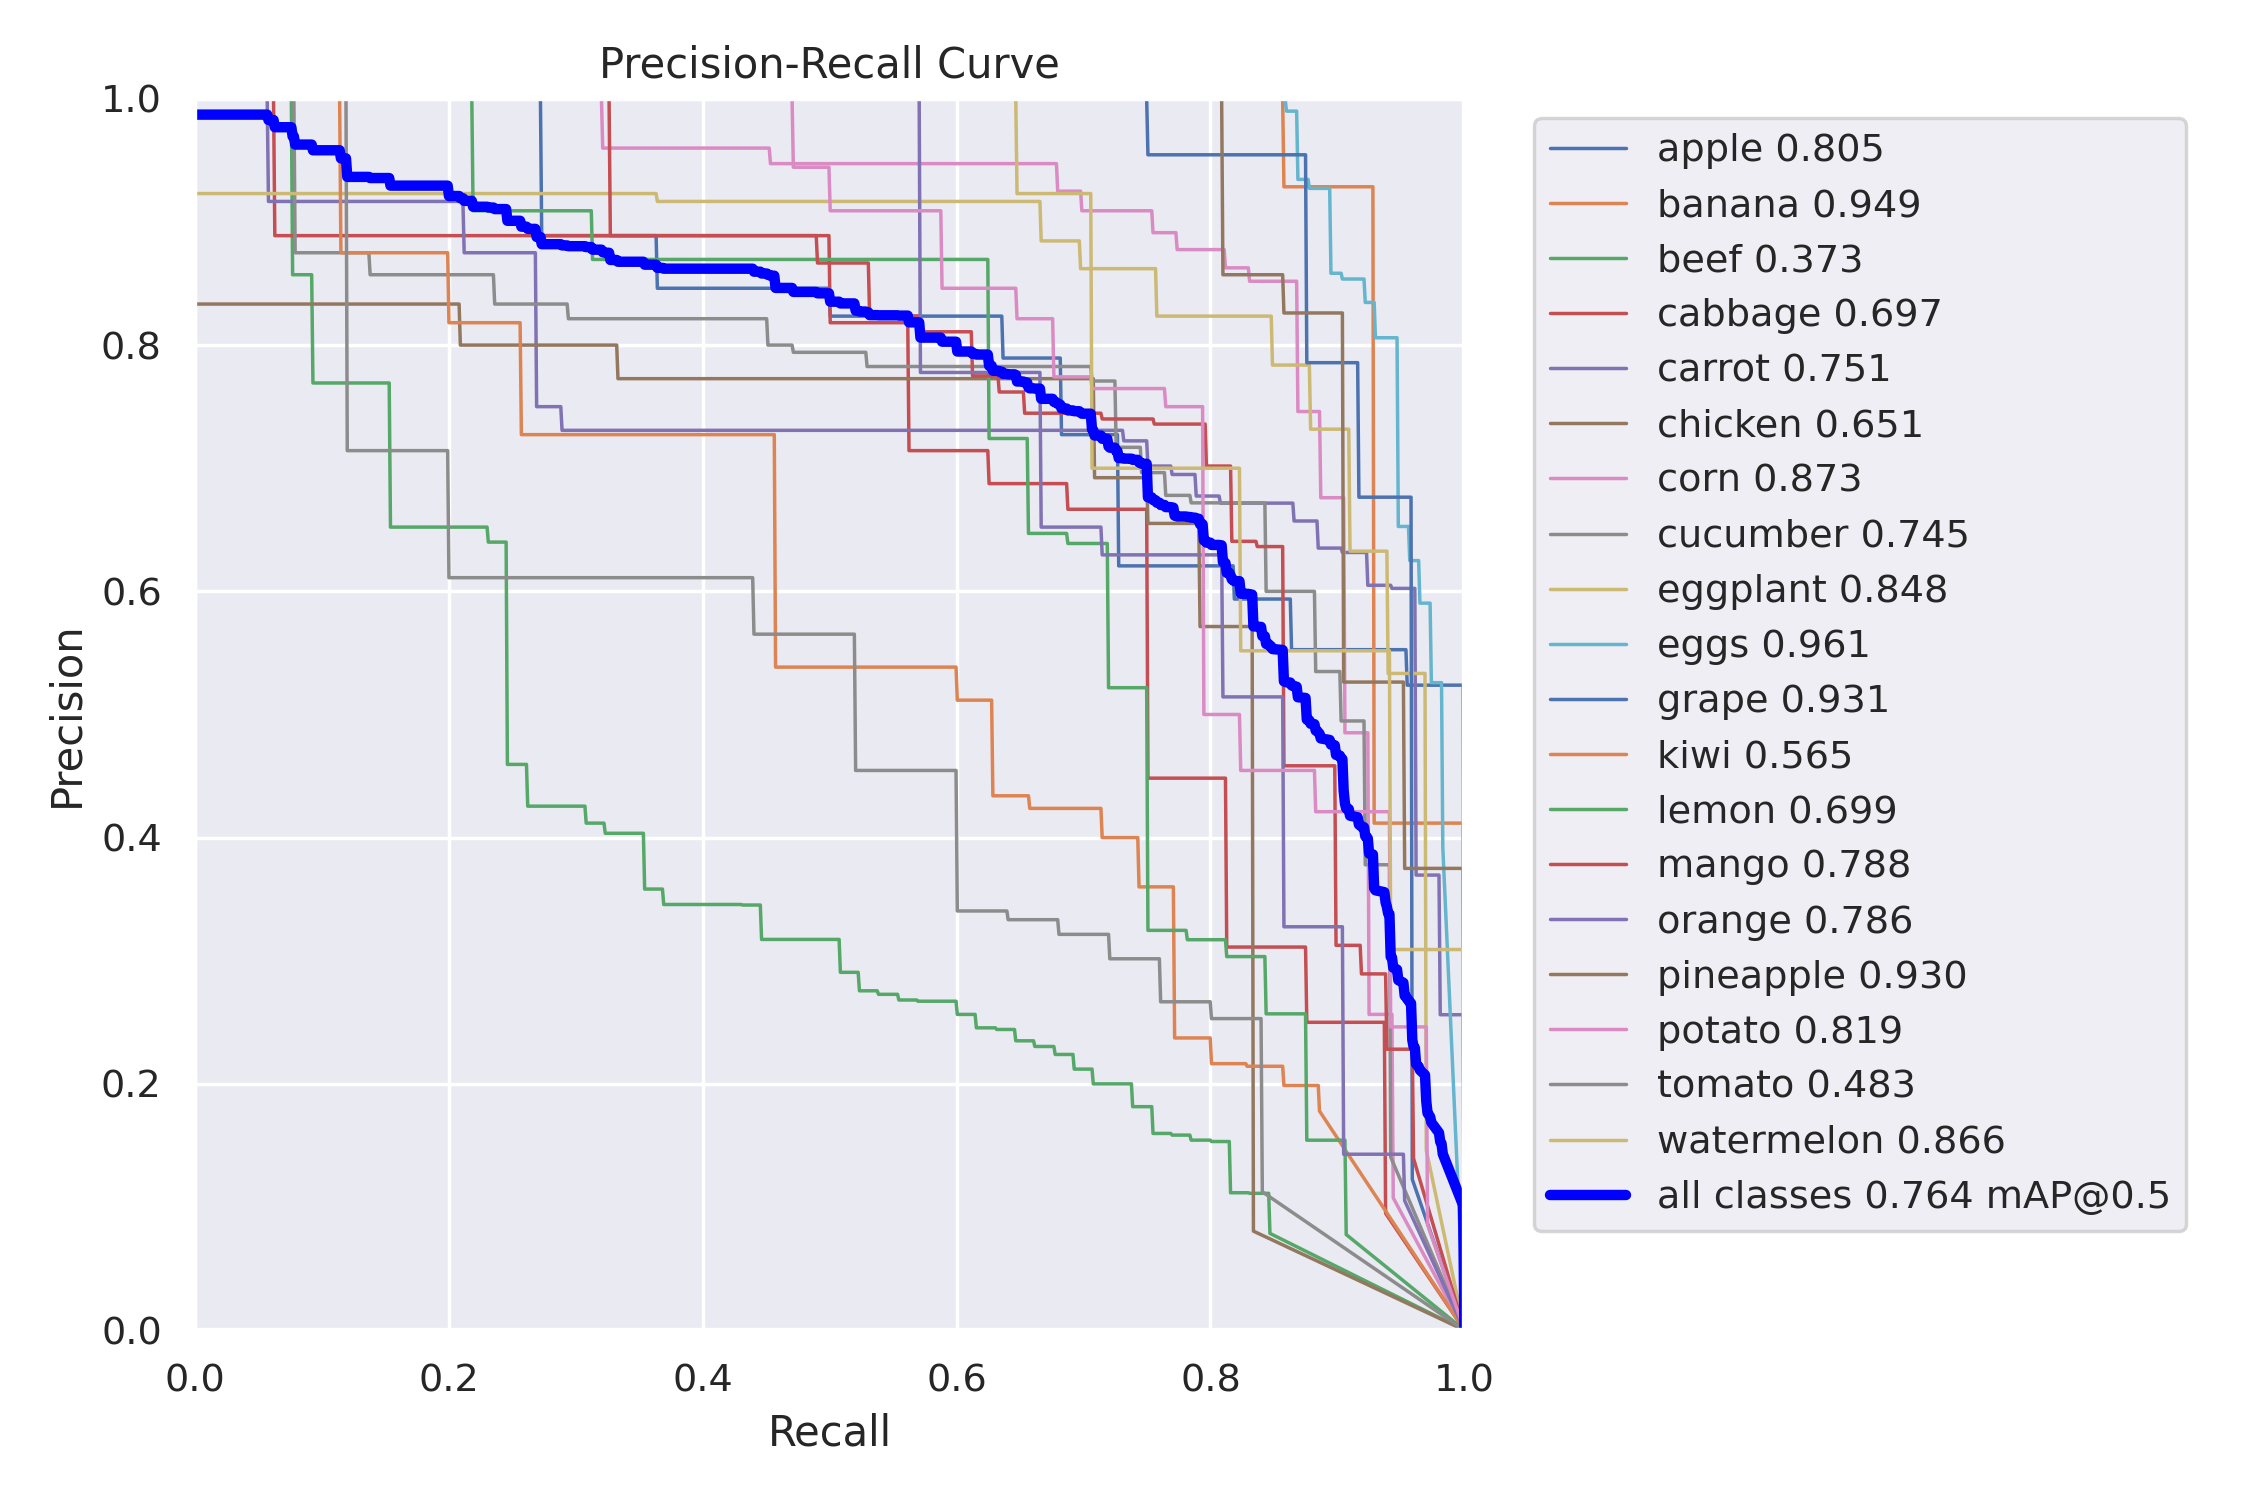 Precision-Recall Curve
1.0
0.8
0.6
0.4
0.2
0.0
Precision
0.0 0.2 0.4 0.6 0.8 1.0
Recall
apple 0.805
banana 0.949
beef 0.373
cabbage 0.697
carrot 0.751
chicken 0.651
corn 0.873
cucumber 0.745
eggplant 0.848
eggs 0.961
grape 0.931
kiwi 0.565
lemon 0.699
mango 0.788
orange 0.786
pineapple 0.930
potato 0.819
tomato 0.483
watermelon 0.866
all classes 0.764 mAP@0.5